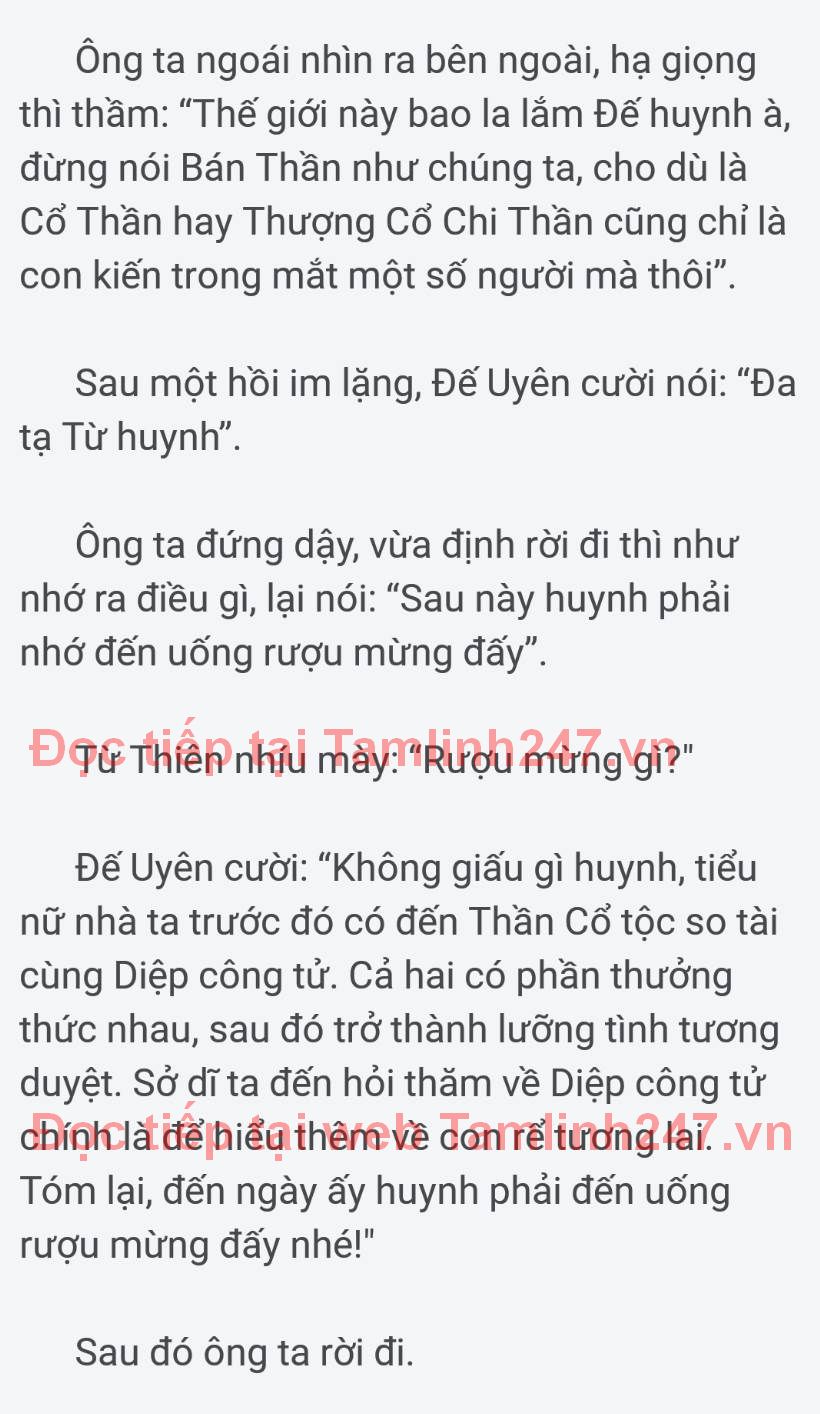 Ông ta ngoái nhìn ra bên ngoài, hạ giọng
thì thầm: “Thế giới này bao la lắm Đế huynh à,
đừng nói Bán Thần như chúng ta, cho dù là
Cổ Thần hay Thượng Cổ Chi Thần cũng chỉ là
con kiến trong mắt một số người mà thôi”.
Sau một hồi im lặng, Đế Uyên cười nói: “Đa
tạ Từ huynh”.
Ông ta đứng dậy, vừa định rời đi thì như
nhớ ra điều gì, lại nói: “Sau này huynh phải
nhớ đến uống rượu mừng đấy”.
Đọc tiếp tại Tamlinh247.vn
Từ Thiên nhíu mày: “Rượu mừng gì?"
Đế Uyên cười: “Không giấu gì huynh, tiểu
nữ nhà ta trước đó có đến Thần Cổ tộc so tài
cùng Diệp công tử. Cả hai có phần thưởng
thức nhau, sau đó trở thành lưỡng tình tương
duyệt. Sở dĩ ta đến hỏi thăm về Diệp công tử
Đọc tiếp tại web Tamlinh247.vn
chính là để hiểu thêm về con rể tương lai.
Tóm lại, đến ngày ấy huynh phải đến uống
rượu mừng đấy nhé!"
Sau đó ông ta rời đi.